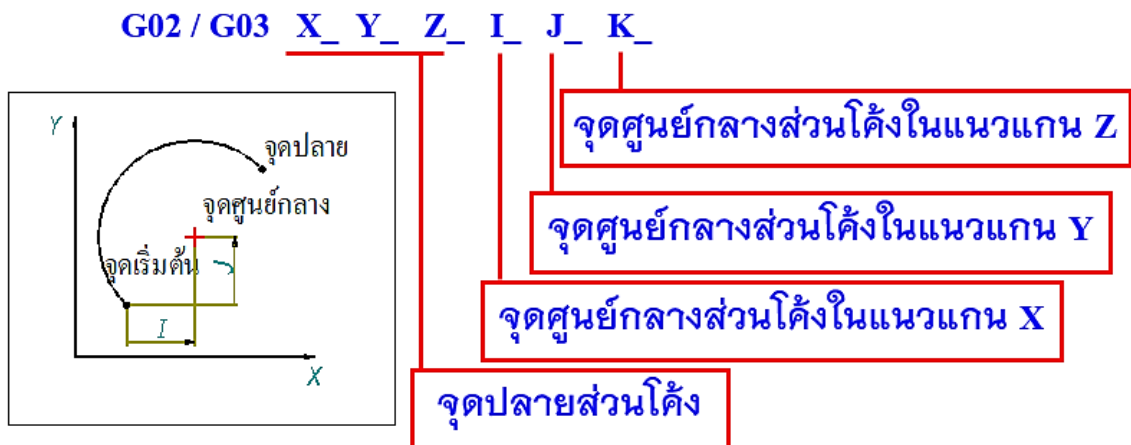 G02 / G03 X_ Y_ Z_ I_ J_ K_
จุดศูนย์กลางส่วนโค้งในแนวแกน Z
จุดศูนย์กลางส่วนโค้งในแนวแกน Y
จุดศูนย์กลางส่วนโค้งในแนวแกน X
จุดปลายส่วนโค้ง
Y
จุดปลาย
จุดศูนย์กลาง
จุดเริ่มต้น
J
I
X